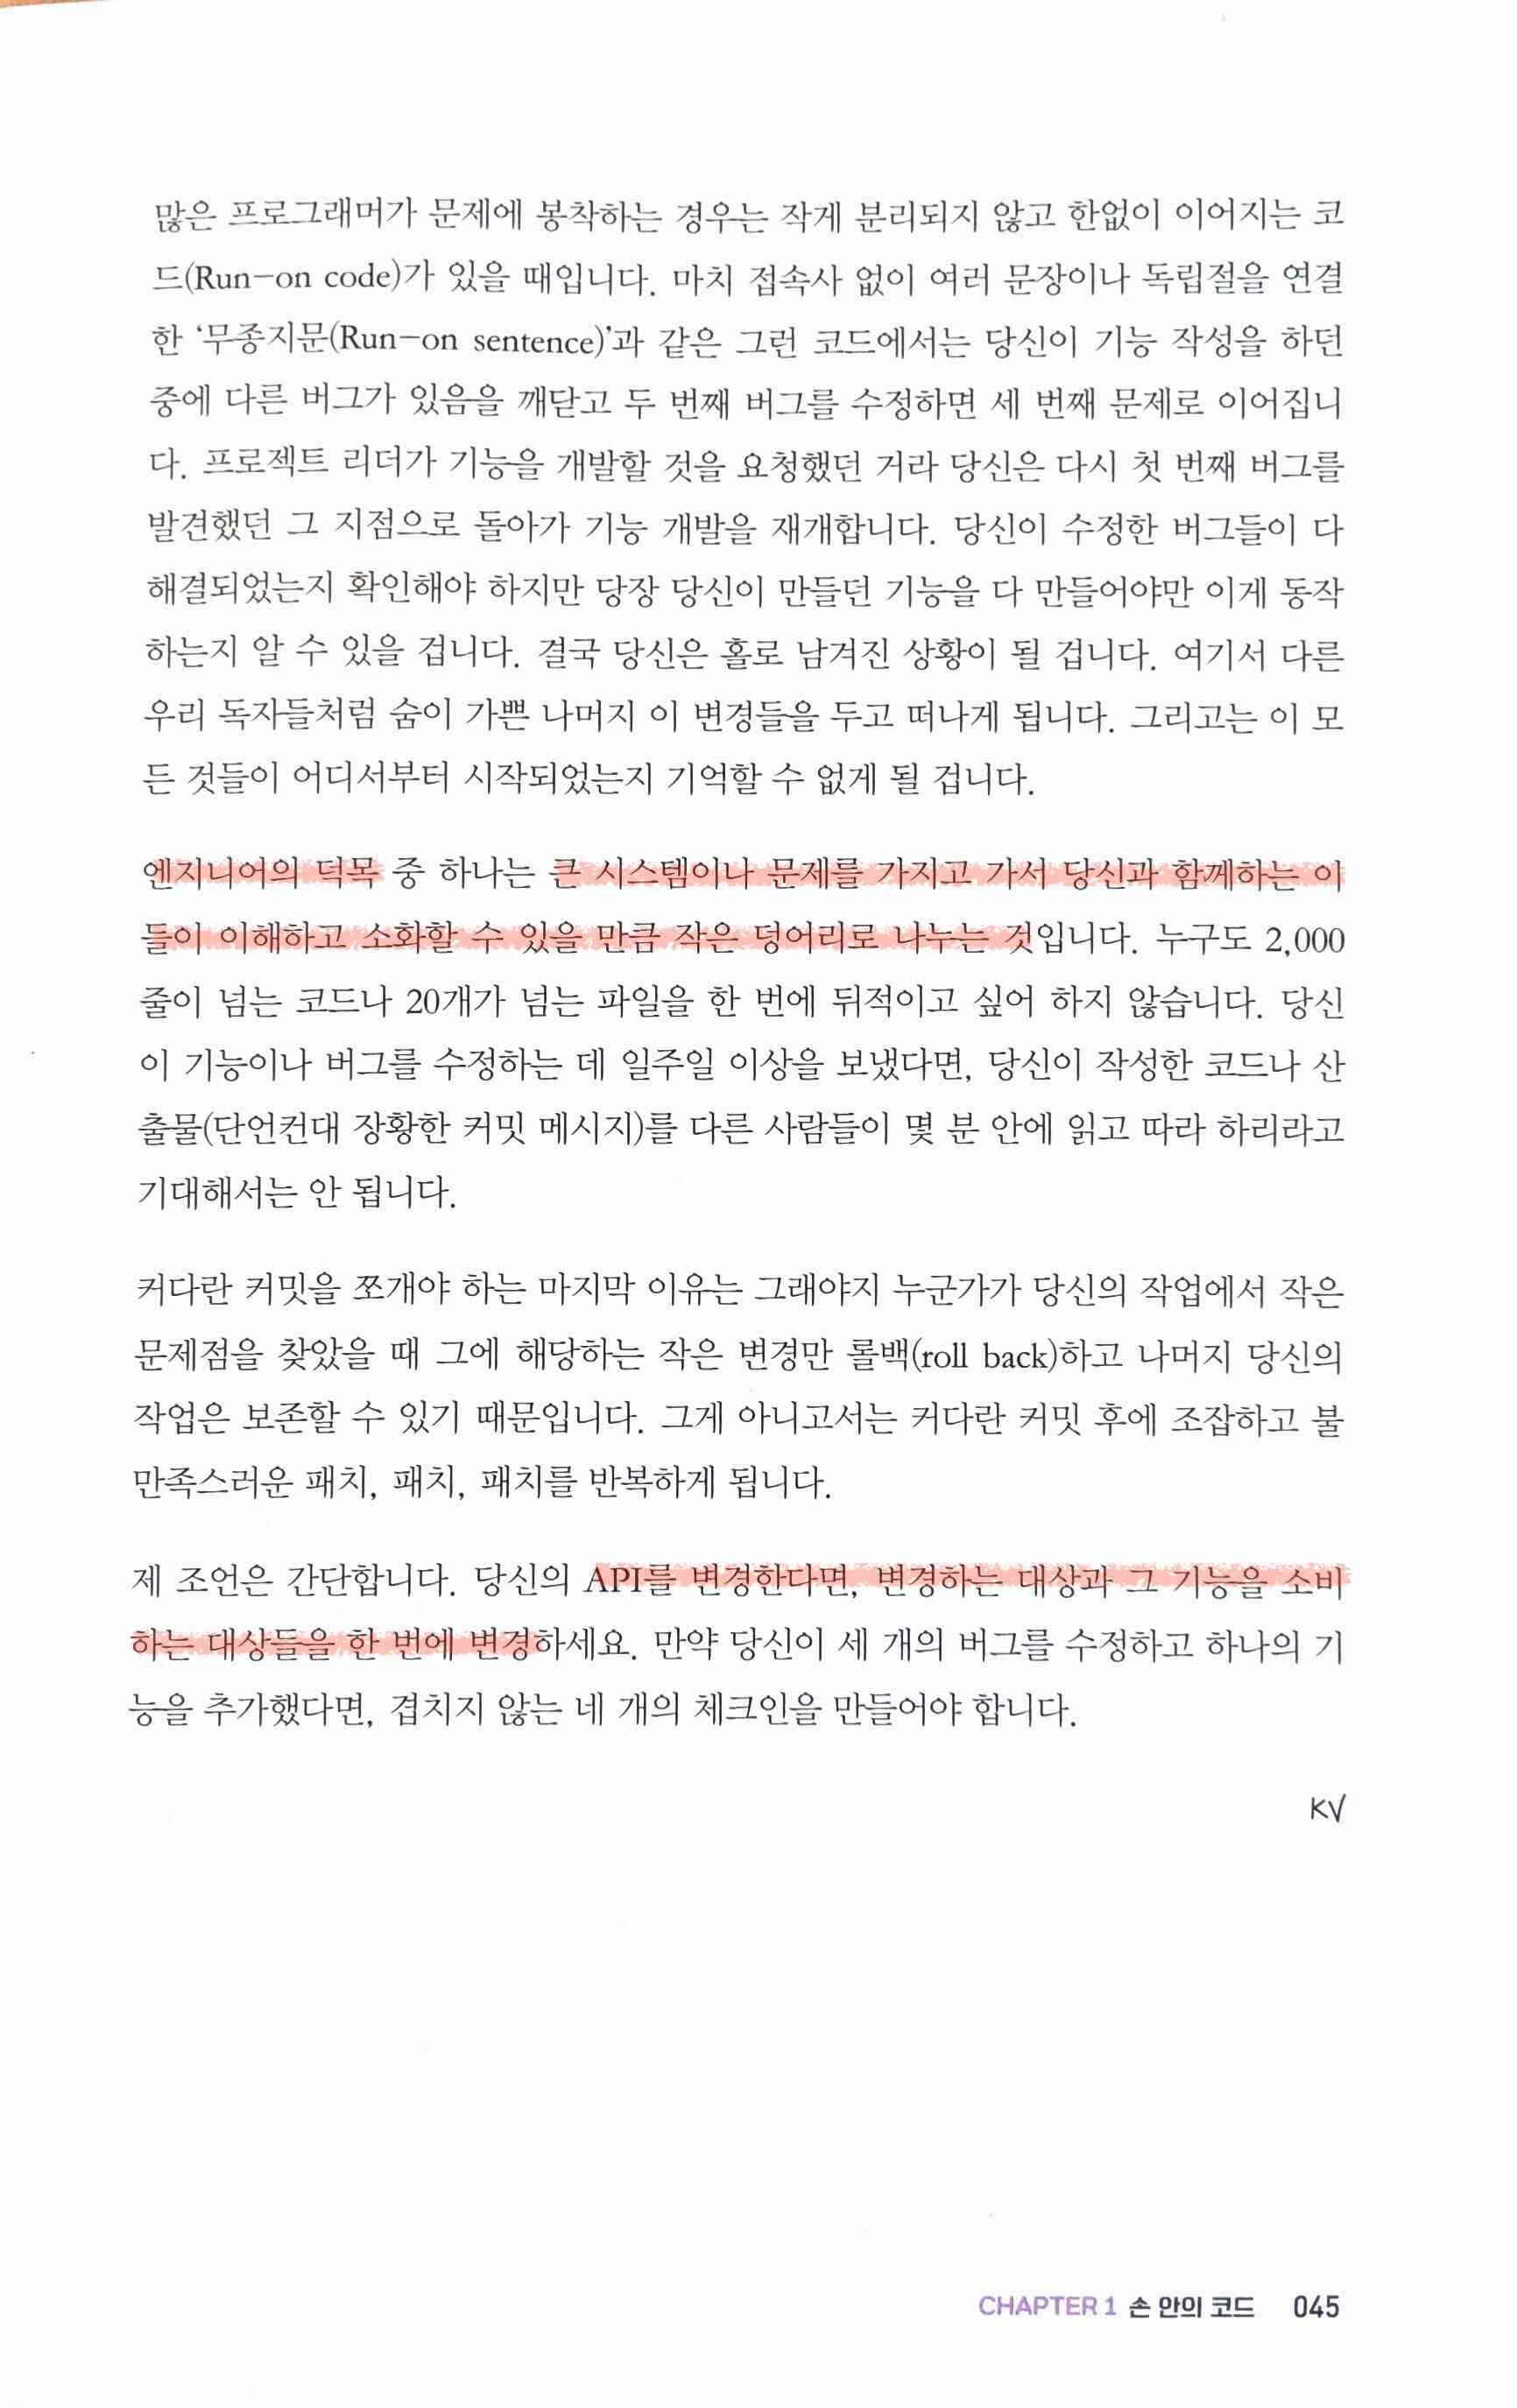 많은 프로그래머가 문제에 봉착하는 경우는 작게 분리되지 않고 한없이 이어지는 코
드(Run-on code)가 있을 때입니다. 마치 접속사 없이 여러 문장이나 독립절을 연결
한 ‘무종지문(Run-on sentence)’과 같은 그런 코드에서는 당신이 기능 작성을 하던
중에 다른 버그가 있음을 깨닫고 두 번째 버그를 수정하면 세 번째 문제로 이어집니
다. 프로젝트 리더가 기능을 개발할 것을 요청했던 거라 당신은 다시 첫 번째 버그를
발견했던 그 지점으로 돌아가 기능 개발을 재개합니다. 당신이 수정한 버그들이 다
해결되었는지 확인해야 하지만 당장 당신이 만들던 기능을 다 만들어야만 이게 동작
하는지 알 수 있을 겁니다. 결국 당신은 홀로 남겨진 상황이 될 겁니다. 여기서 다른
우리 독자들처럼 숨이 가쁜 나머지 이 변경들을 두고 떠나게 됩니다. 그리고는 이 모
든 것들이 어디서부터 시작되었는지 기억할 수 없게 될 겁니다.
엔지니어의 덕목 중 하나는 큰 시스템이나 문제를 가지고 가서 당신과 함께하는 이
들이 이해하고 소화할 수 있을 만큼 작은 덩어리로 나누는 것입니다. 누구도 2,000
줄이 넘는 코드나 20개가 넘는 파일을 한 번에 뒤적이고 싶어 하지 않습니다. 당신
이 기능이나 버그를 수정하는 데 일주일 이상을 보냈다면, 당신이 작성한 코드나 산
출물(단언컨대 장황한 커밋 메시지)를 다른 사람들이 몇 분 안에 읽고 따라 하리라고
기대해서는 안 됩니다.
커다란 커밋을 쪼개야 하는 마지막 이유는 그래야지 누군가가 당신의 작업에서 작은
문제점을 찾았을 때 그에 해당하는 작은 변경만 롤백(roll back)하고 나머지 당신의
작업은 보존할 수 있기 때문입니다. 그게 아니고서는 커다란 커밋 후에 조잡하고 불
만족스러운 패치, 패치, 패치를 반복하게 됩니다.
제 조언은 간단합니다. 당신의 API를 변경한다면, 변경하는 대상과 그 기능을 소비
하는 대상들을 한 번에 변경하세요. 만약 당신이 세 개의 버그를 수정하고 하나의 기
능을 추가했다면, 겹치지 않는 네 개의 체크인을 만들어야 합니다.
KV
CHAPTER 1 손 안의 코드 045